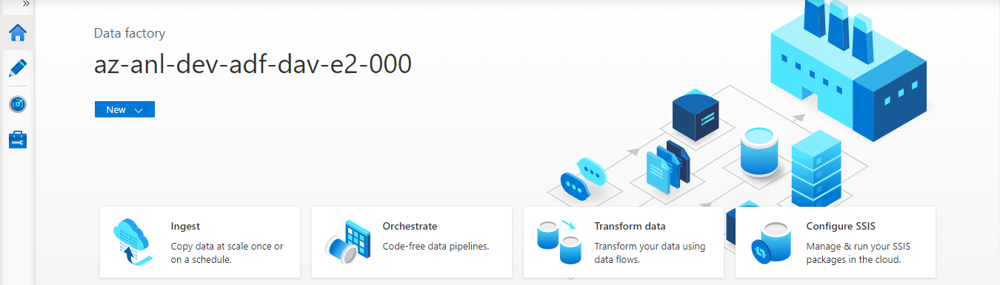 »
Data factory
az-anl-dev-adf-dav-e2-000
New
Ingest
Copy data at scale once or
on a schedule.
Orchestrate
Code-free data pipelines.
Transform data
Transform your data using
data flows.
Configure SSIS
Manage & run your SSIS
packages in the cloud.